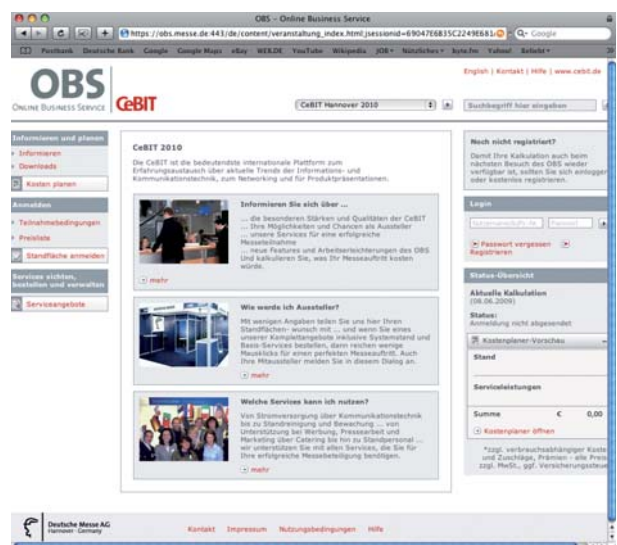 OBS – Online Business Service
https://obs.messe.de:443/de/content/veranstaltung_index.html;jsessionid=69047E6B35C2249E681
Google
Postbank Deutsche Bank Google Google Maps eBay WEB.DE YouTube Wikipedia JOB Nützliches byte.fm Yahoo! Beliebt
English | Kontakt | Hilfe | www.cebit.de
OBS
ONLINE BUSINESS SERVICE
CeBIT
CeBIT Hannover 2010
Suchbegriff hier eingeben
Informieren und planen
Informieren
Downloads
Kosten planen
Anmelden
Teilnahmebedingungen
Preisliste
Standfläche anmelden
Services sichten,
bestellen und verwalten
Serviceangebote
CeBIT 2010
Die CeBIT ist die bedeutendste internationale Plattform zum
Erfahrungsaustausch über aktuelle Trends der Informations- und
Kommunikationstechnik, zum Networking und für Produktpräsentationen.
Informieren Sie sich über ...
... die besonderen Stärken und Qualitäten der CeBIT
... Ihre Möglichkeiten und Chancen als Aussteller
... unsere Services für eine erfolgreiche
Messeteilnahme
... neue Features und Arbeitserleichterungen des OBS
Und kalkulieren Sie, was Ihr Messeauftritt kosten
würde.
mehr
Wie werde ich Aussteller?
Mit wenigen Angaben teilen Sie uns hier Ihren
Standflächen- wunsch mit ... und wenn Sie eines
unserer Komplettangebote inklusive Systemstand und
Basis-Services bestellen, dann reichen wenige
Mausklicks für einen perfekten Messeauftritt. Auch
Ihre Mitaussteller melden Sie in diesem Dialog an.
mehr
Welche Services kann ich nutzen?
Von Stromversorgung über Kommunikationstechnik
bis zu Standreinigung und Bewachung ... von
Unterstützung bei Werbung, Pressearbeit und
Marketing über Catering bis hin zu Standpersonal ...
wir unterstützen Sie mit allen Services, die Sie für
Ihre erfolgreiche Messebeteiligung benötigen.
mehr
Noch nicht registriert?
Damit Ihre Kalkulation auch beim
nächsten Besuch des OBS wieder
verfügbar ist, sollten Sie sich einloggen
oder kostenlos registrieren.
Login
Passwort vergessen
Registrieren
Status-Übersicht
Aktuelle Kalkulation
(08.06.2009)
Status:
Anmeldung nicht abgesendet
Kostenplaner-Vorschau
Stand
Serviceleistungen
Summe € 0,00
Kostenplaner öffnen
*zzgl. verbrauchsabhängiger Koste
und Zuschläge, Prämien - alle Preis
zzgl. MwSt., ggf. Versicherungssteue
Deutsche Messe AG
Hannover · Germany
Kontakt Impressum Nutzungsbedingungen Hilfe